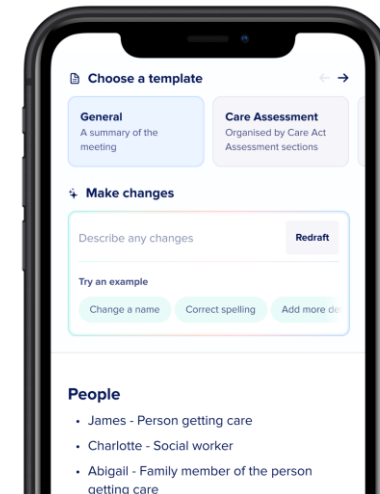 Choose a template
General
A summary of the
meeting
Care Assessment
Organised by Care Act
Assessment sections
Make changes
Describe any changes
Redraft
Try an example
Change a name
Correct spelling
Add more
People
• James - Person getting care
• Charlotte - Social worker
• Abigail - Family member of the person
getting care